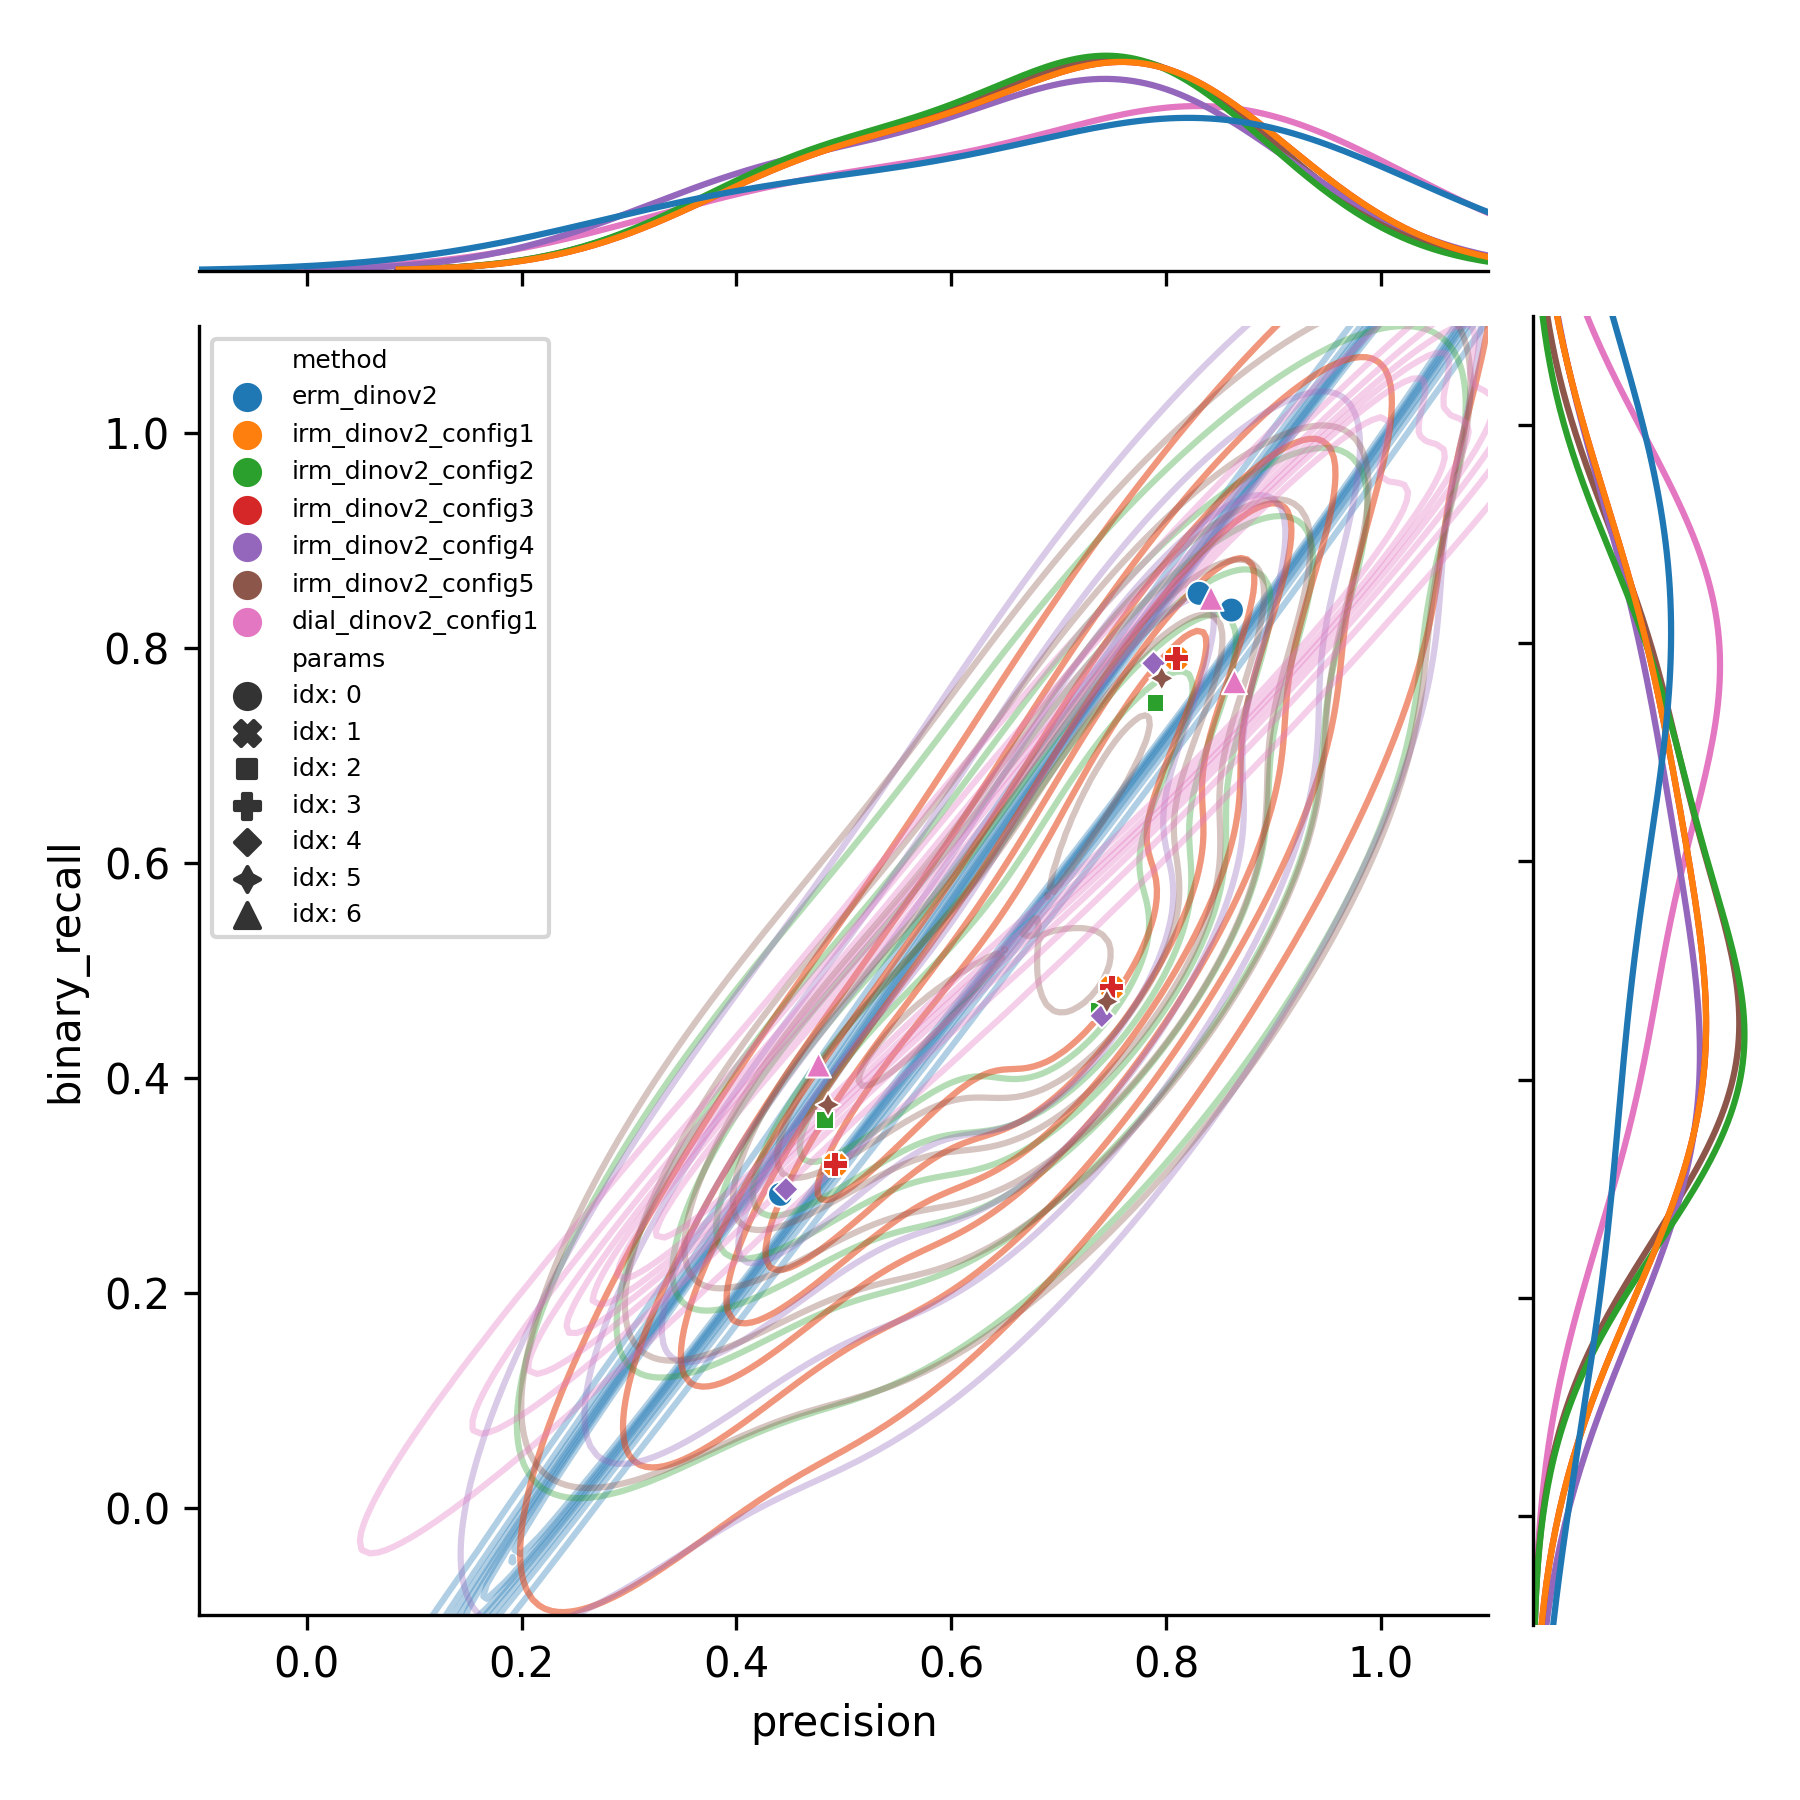 method
erm_dinov2
irm_dinov2_config1
irm_dinov2_config2
irm_dinov2_config3
irm_dinov2_config4
irm_dinov2_config5
dial_dinov2_config1
params
idx: 0
idx: 1
idx: 2
idx: 3
idx: 4
idx: 5
idx: 6
1.0
0.8
0.6
0.4
0.2
0.0
binary_recall
0.0 0.2 0.4 0.6 0.8 1.0
precision